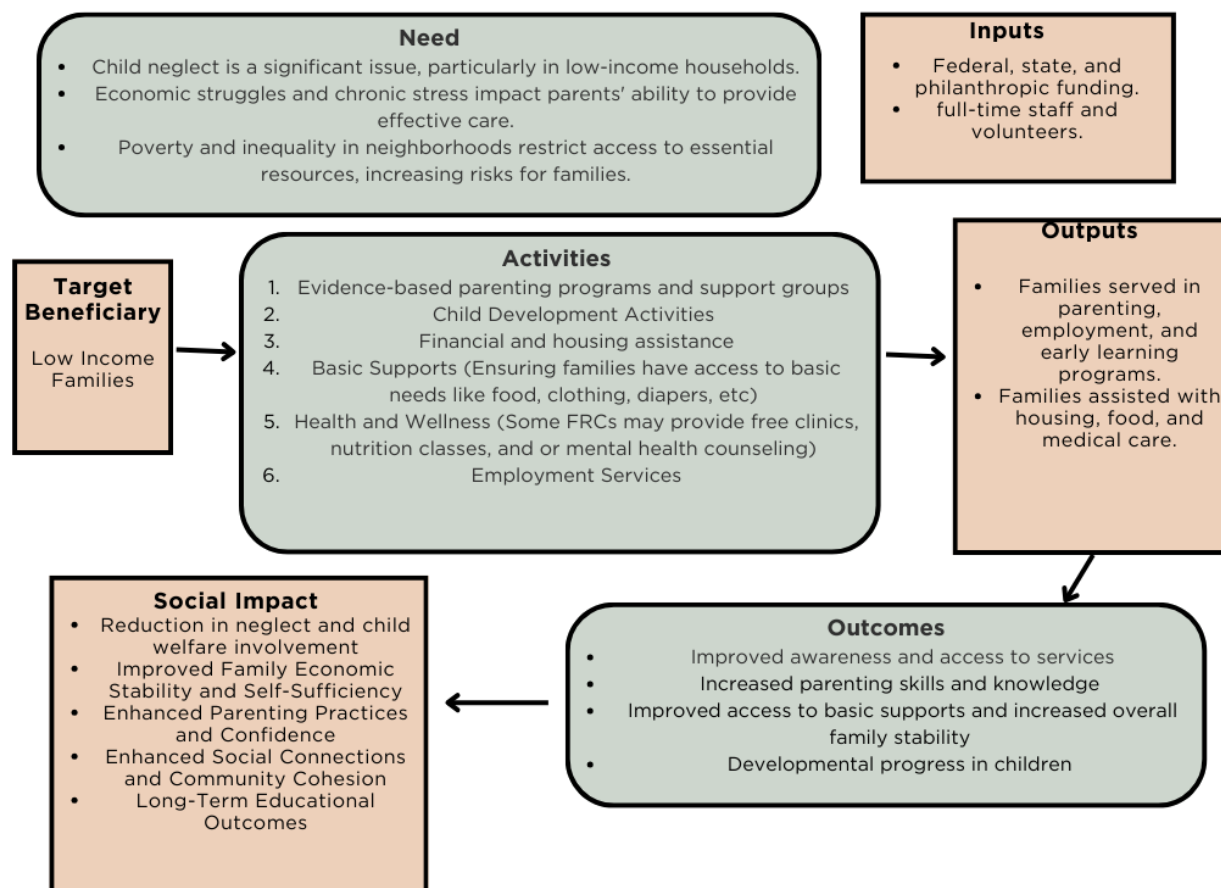 Need
• Child neglect is a significant issue, particularly in low-income households.
• Economic struggles and chronic stress impact parents' ability to provide
effective care.
• Poverty and inequality in neighborhoods restrict access to essential
resources, increasing risks for families.
Inputs
• Federal, state, and
philanthropic funding.
• full-time staff and
volunteers.
Target
Beneficiary
Low Income
Families
Activities
1. Evidence-based parenting programs and support groups
2. Child Development Activities
3. Financial and housing assistance
4. Basic Supports (Ensuring families have access to basic
needs like food, clothing, diapers, etc)
5. Health and Wellness (Some FRCs may provide free clinics,
nutrition classes, and or mental health counseling)
6. Employment Services
Outputs
• Families served in
parenting,
employment, and
early learning
programs.
• Families assisted with
housing, food, and
medical care.
Social Impact
• Reduction in neglect and child
welfare involvement
• Improved Family Economic
Stability and Self-Sufficiency
• Enhanced Parenting Practices
and Confidence
• Enhanced Social Connections
and Community Cohesion
• Long-Term Educational
Outcomes
Outcomes
• Improved awareness and access to services
• Increased parenting skills and knowledge
• Improved access to basic supports and increased overall
family stability
• Developmental progress in children